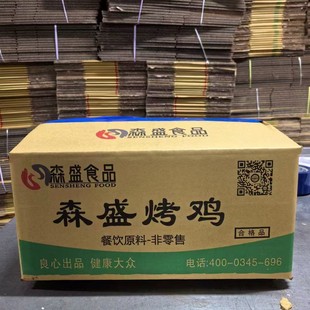 森盛食品
森盛食品
SENSHENG FOOD
森盛烤鸡
餐饮原料-非零售
合格品
良心出品 健康大众
电话:400-0345-696